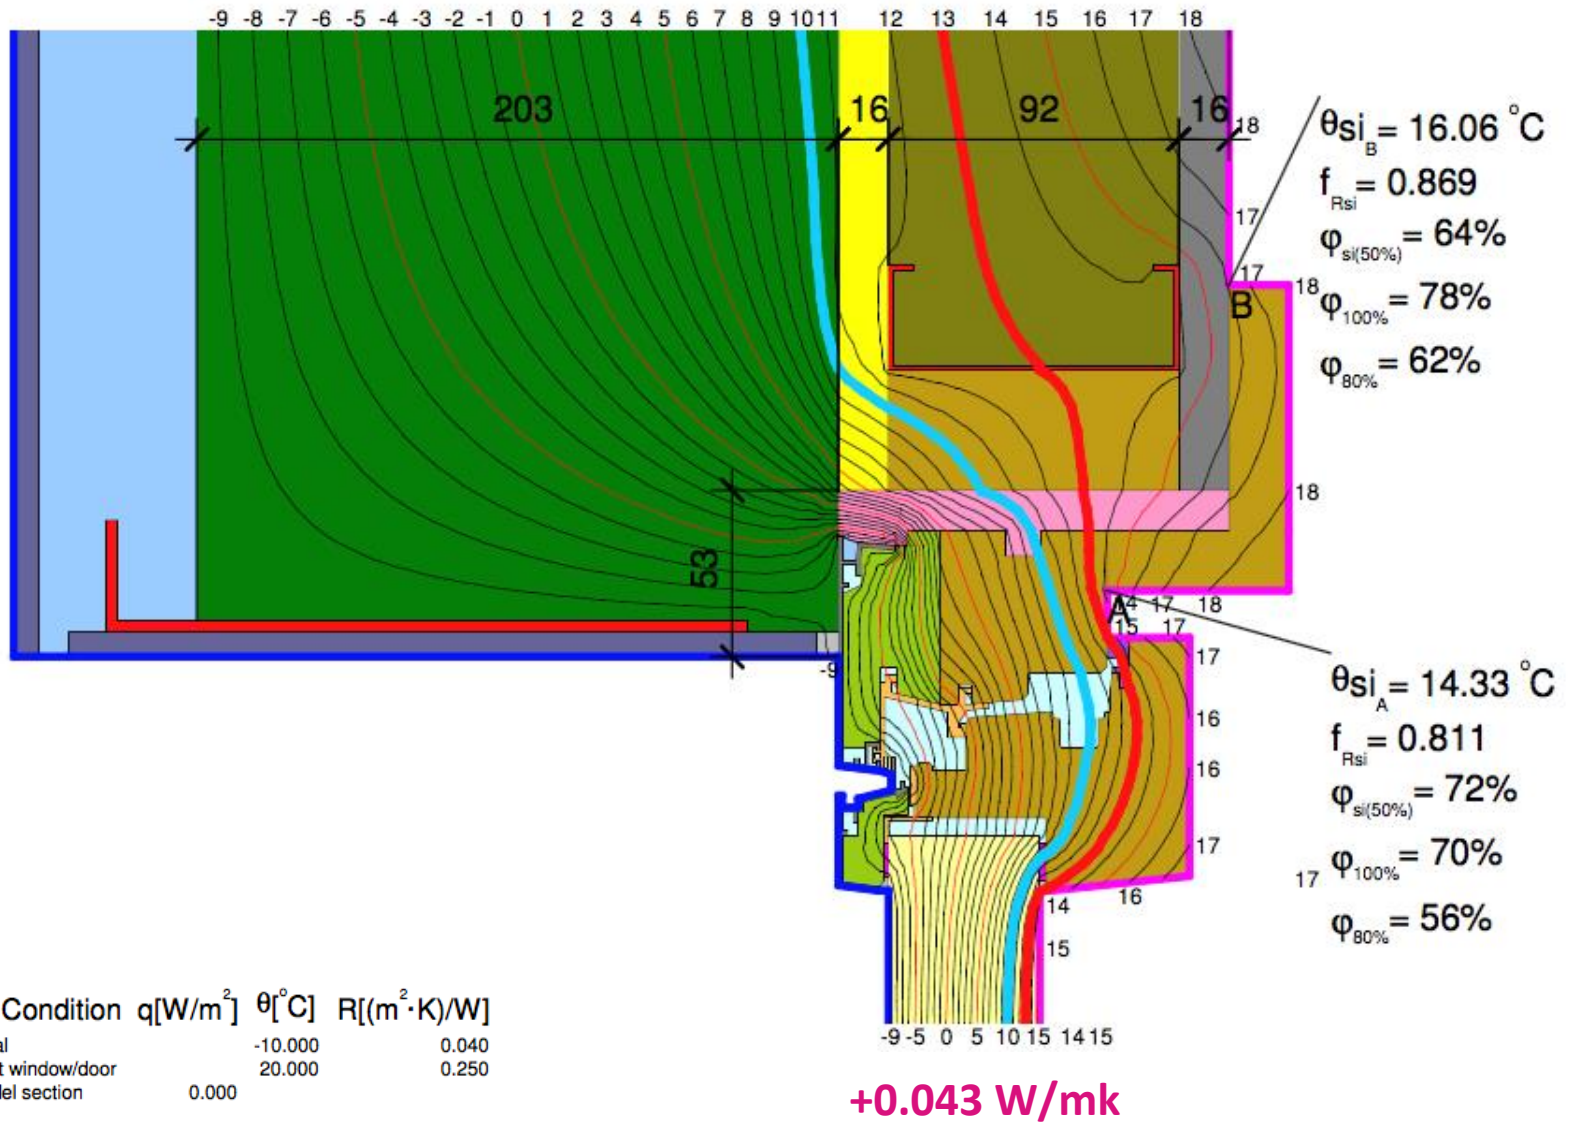 -9 -8 -7 -6 -5 -4 -3 -2 -1 0 1 2 3 4 5 6 7 8 9 10 11 12 13 14 15 16 17 18
203 16 92 16
18
17
17
18
B
18
θsi_B = 16.06 °C
f_Rsi = 0.869
φ_si(50%) = 64%
φ_100% = 78%
φ_80% = 62%
53
-9
A
14 17 18
15 17
17
16
16
17
17
16
14
15
θsi_A = 14.33 °C
f_Rsi = 0.811
φ_si(50%) = 72%
φ_100% = 70%
φ_80% = 56%
Condition q[W/m²] θ[°C] R[(m²·K)/W]
al -10.000 0.040
t window/door 20.000 0.250
del section 0.000
-9 -5 0 5 10 15 14 15
+0.043 W/mk